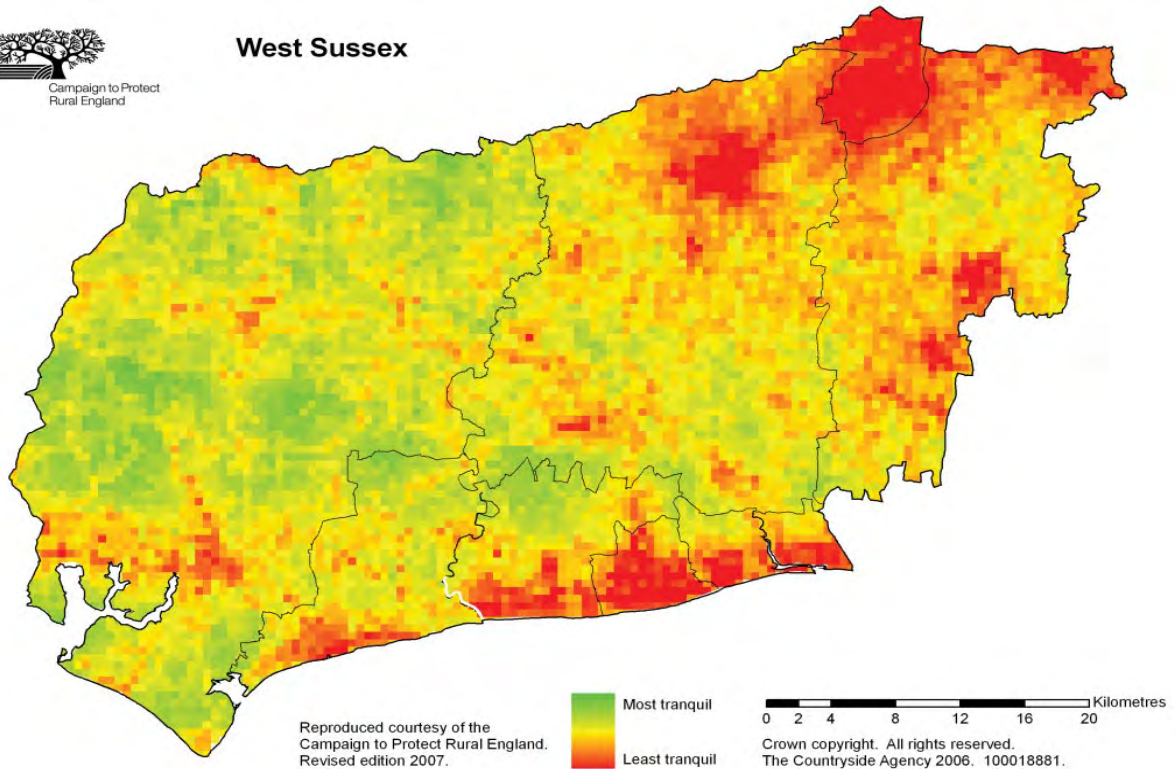 West Sussex
Campaign to Protect
Rural England
Reproduced courtesy of the
Campaign to Protect Rural England.
Revised edition 2007.
Most tranquil
Least tranquil
Kilometres
0 2 4 8 12 16 20
Crown copyright. All rights reserved.
The Countryside Agency 2006. 100018881.